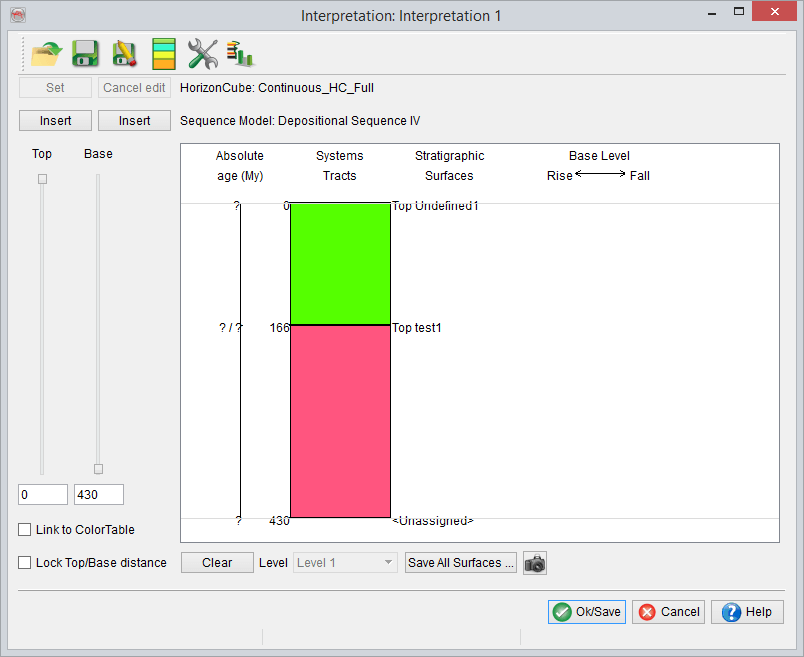 Interpretation: Interpretation 1
Set Cancel edit HorizonCube: Continuous_HC_Full
Insert Insert Sequence Model: Depositional Sequence IV
Top Base
Absolute Systems Stratigraphic Base Level
age (My) Tracts Surfaces Rise Fall
? 0 Top Undefined1
? / ? 166 Top test1
? 430 <Unassigned>
0 430
Link to ColorTable
Lock Top/Base distance Clear Level Level 1 Save All Surfaces ...
Ok/Save Cancel Help